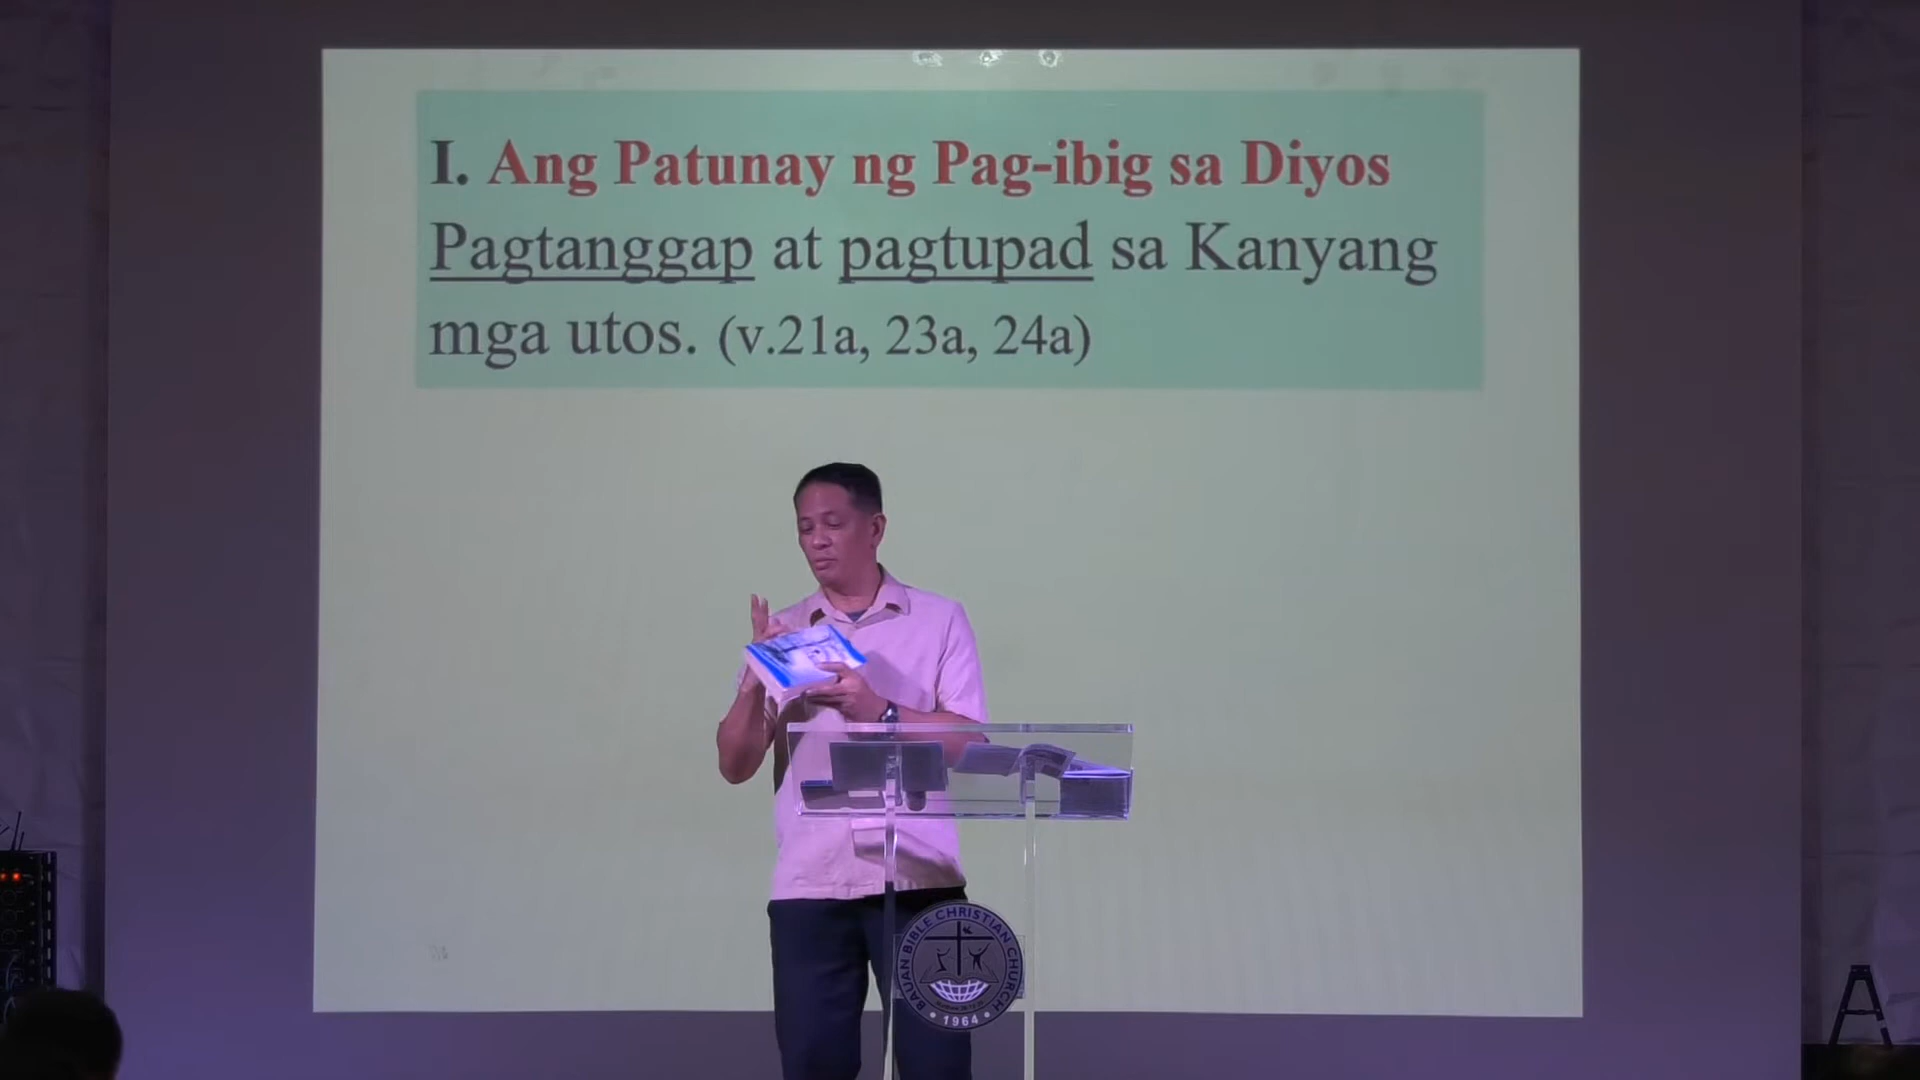 I. Ang Patunay ng Pag-ibig sa Diyos
Pagtanggap at pagtupad sa Kanyang
mga utos. (v.21a, 23a, 24a)
BAUAN BIBLE CHRISTIAN CHURCH
• 1964 •